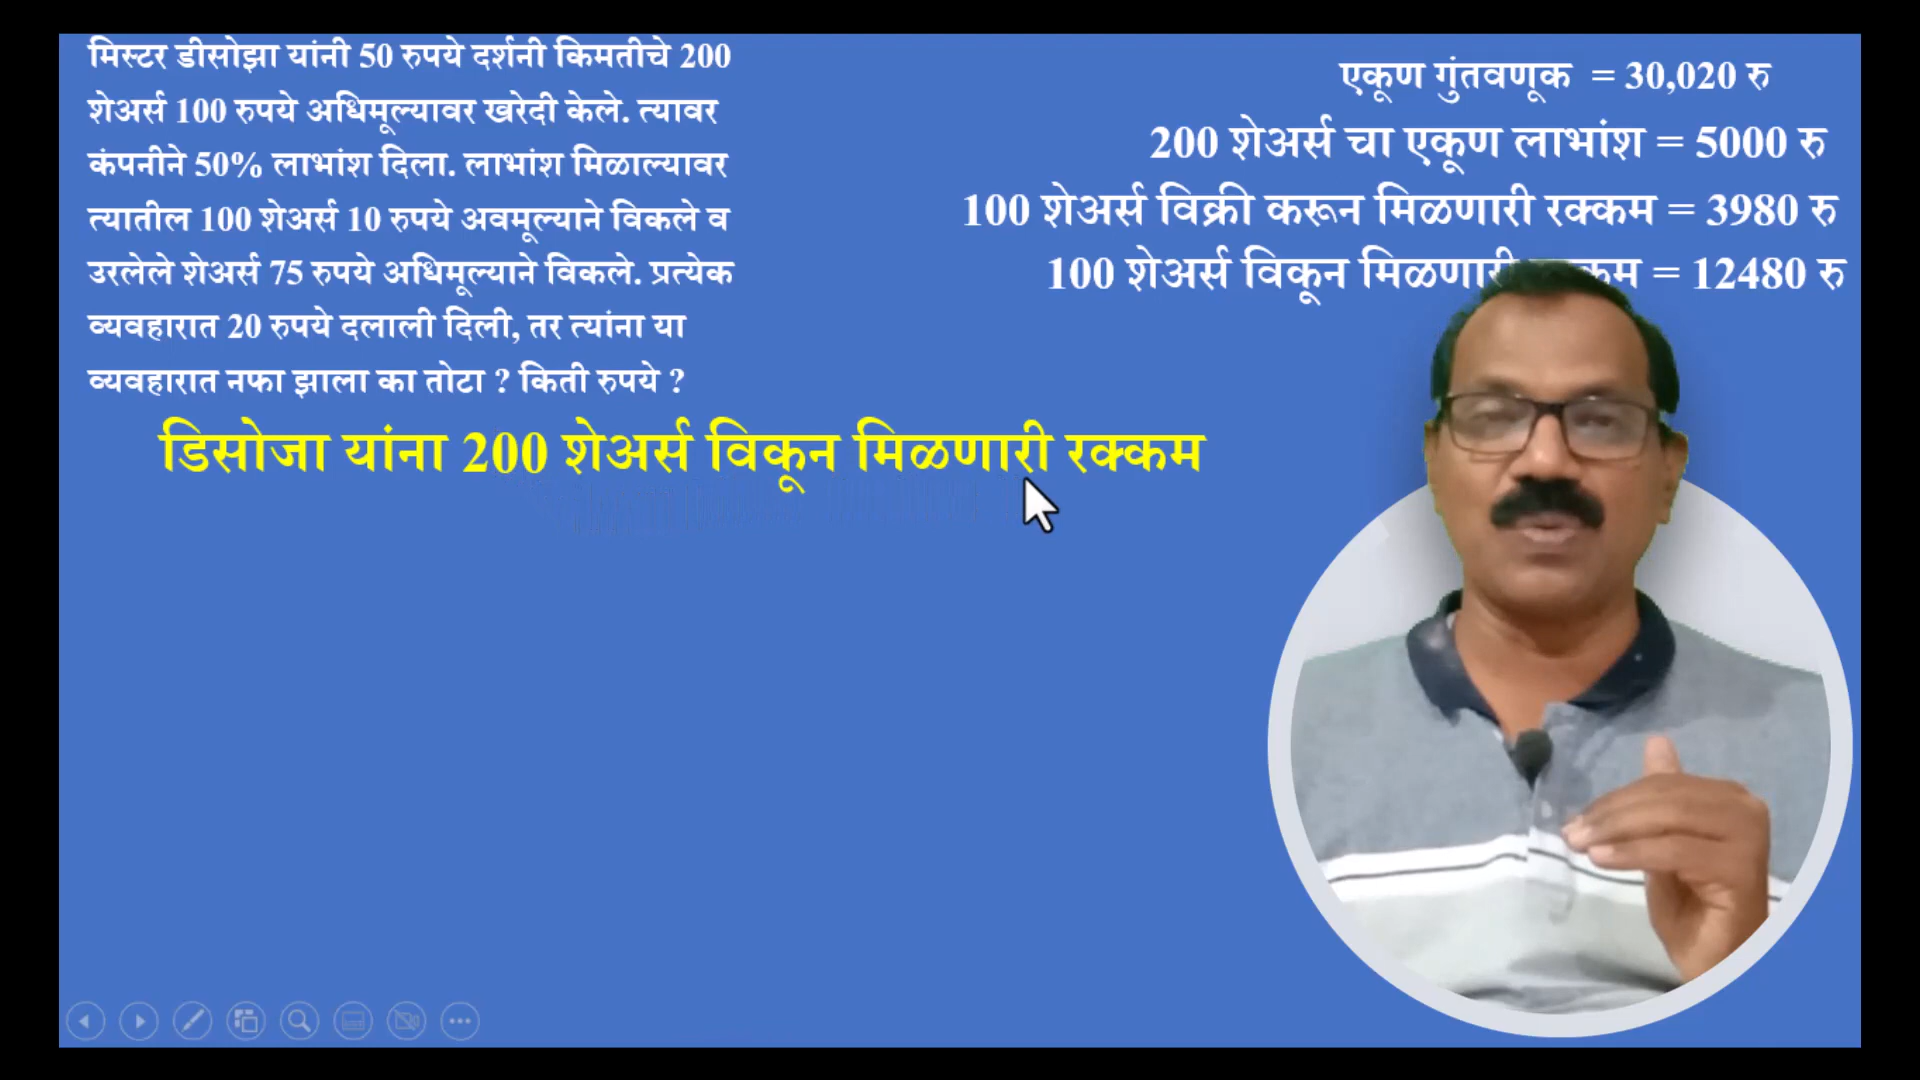 मिस्टर डीसोझा यांनी 50 रुपये दर्शनी किमतीचे 200
शेअर्स 100 रुपये अधिमूल्यावर खरेदी केले. त्यावर
कंपनीने 50% लाभांश दिला. लाभांश मिळाल्यावर
त्यातील 100 शेअर्स 10 रुपये अवमूल्याने विकले व
उरलेले शेअर्स 75 रुपये अधिमूल्याने विकले. प्रत्येक
व्यवहारात 20 रुपये दलाली दिली, तर त्यांना या
व्यवहारात नफा झाला का तोटा ? किती रुपये ?
एकूण गुंतवणूक = 30,020 रु
200 शेअर्स चा एकूण लाभांश = 5000 रु
100 शेअर्स विक्री करून मिळणारी रक्कम = 3980 रु
100 शेअर्स विकून मिळणारी रक्कम = 12480 रु
डिसोजा यांना 200 शेअर्स विकून मिळणारी रक्कम